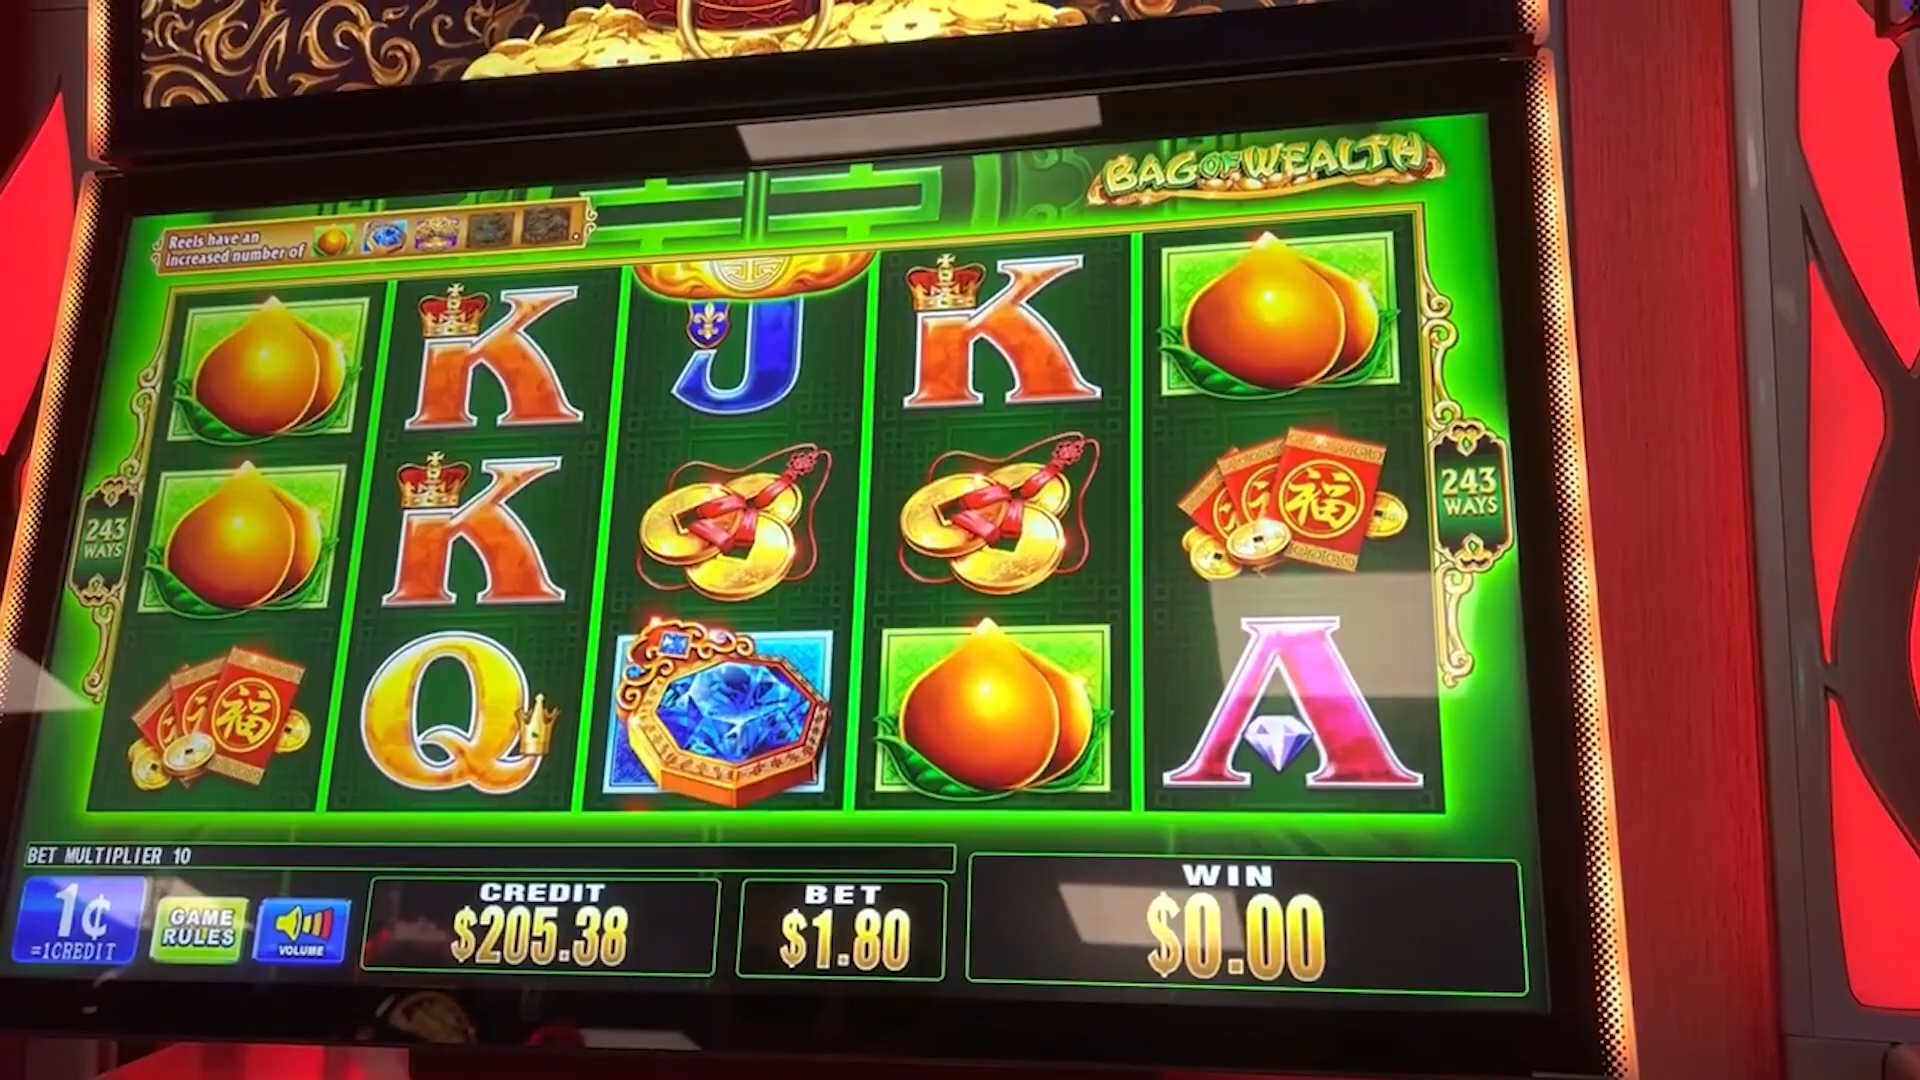 BAG OF WEALTH
Reels have an
increased number of
K
J
K
243
WAYS
K
福
243
WAYS
福
Q
A
BET MULTIPLIER 10
1¢
=1CREDIT
GAME
RULES
VOLUME
CREDIT
$205.38
BET
$1.80
WIN
$0.00